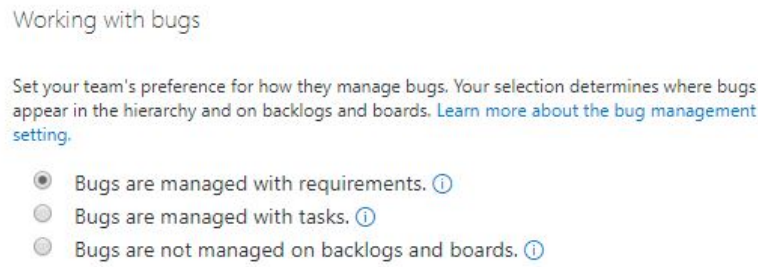 Working with bugs
Set your team's preference for how they manage bugs. Your selection determines where bugs
appear in the hierarchy and on backlogs and boards. Learn more about the bug management
setting.
Bugs are managed with requirements.
Bugs are managed with tasks.
Bugs are not managed on backlogs and boards.